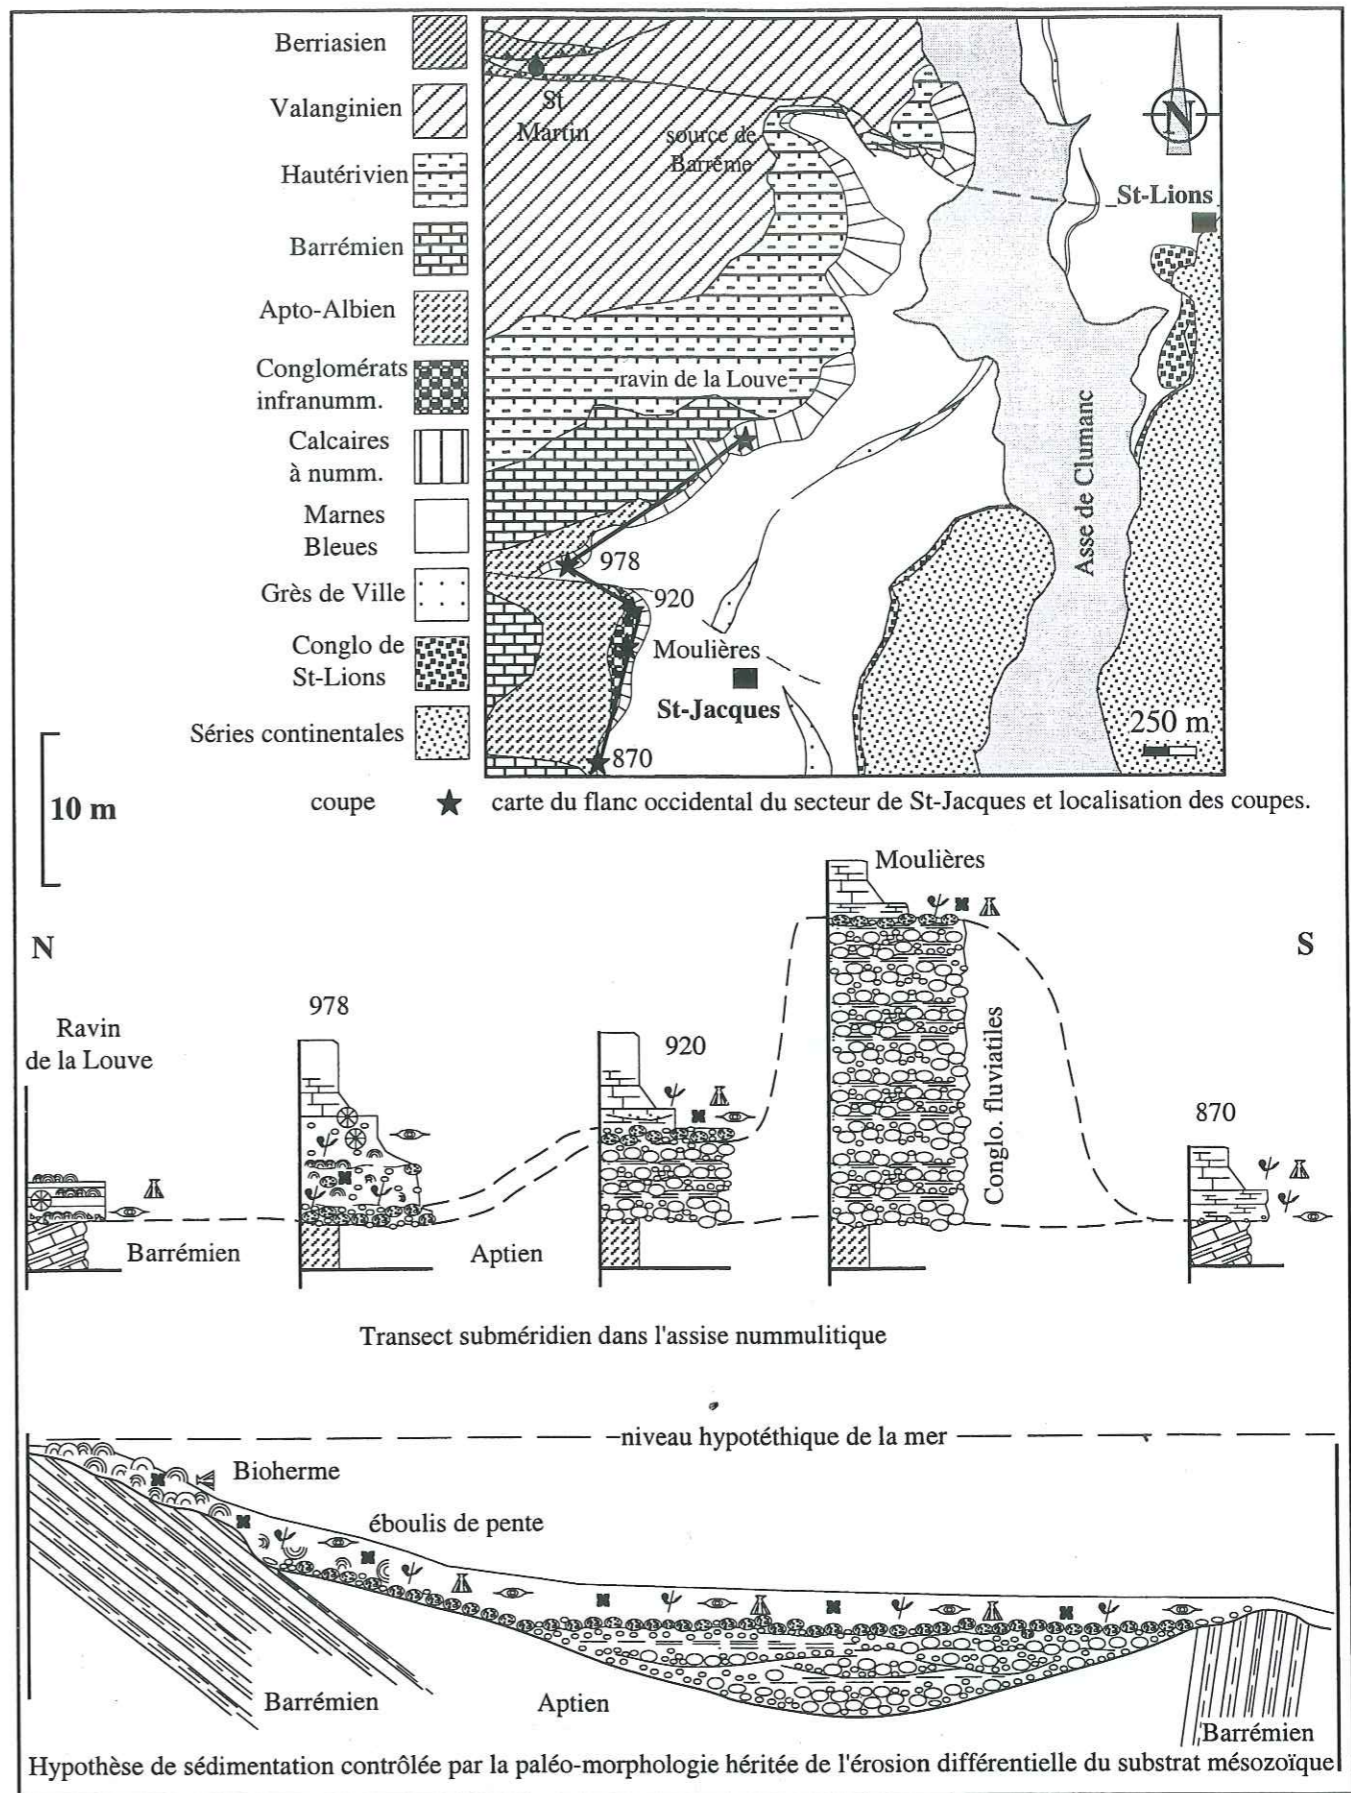 Berriasien
Valanginien
Hautérivien
Barrémien
Apto-Albien
Conglomérats
infranumm.
Calcaires
à numm.
Marnes
Bleues
Grès de Ville
Conglo de
St-Lions
Séries continentales
St
Martin
source de
Barrême
N
St-Lions
ravin de la Louve
Asse de Clumanc
978
920
Moulières
St-Jacques
870
250 m
10 m
coupe
carte du flanc occidental du secteur de St-Jacques et localisation des coupes.
N
S
Ravin
de la Louve
978
920
Moulières
870
Conglo. fluviatiles
Barrémien
Aptien
Transect subméridien dans l'assise nummulitique
niveau hypotéthique de la mer
Bioherme
éboulis de pente
Barrémien
Aptien
Barrémien
Hypothèse de sédimentation contrôlée par la paléo-morphologie héritée de l'érosion différentielle du substrat mésozoïque